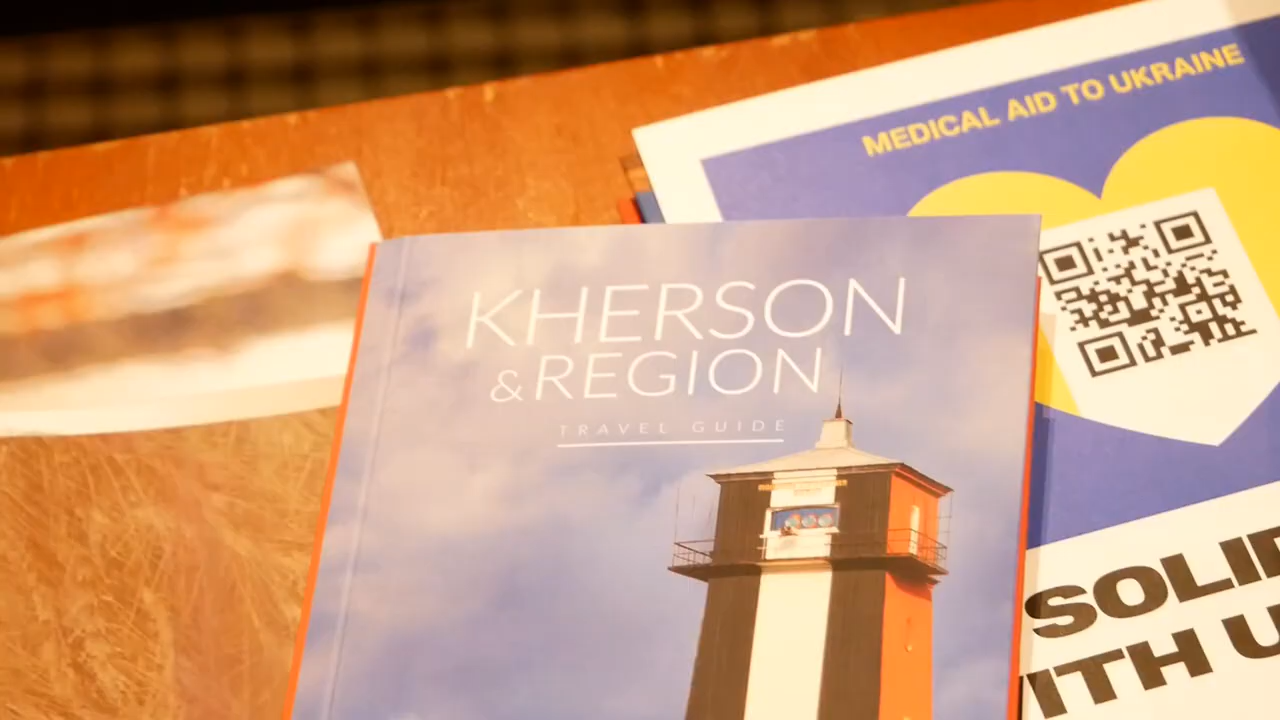 MEDICAL AID TO UKRAINE
KHERSON
& REGION
TRAVEL GUIDE
SOLI
ITH U